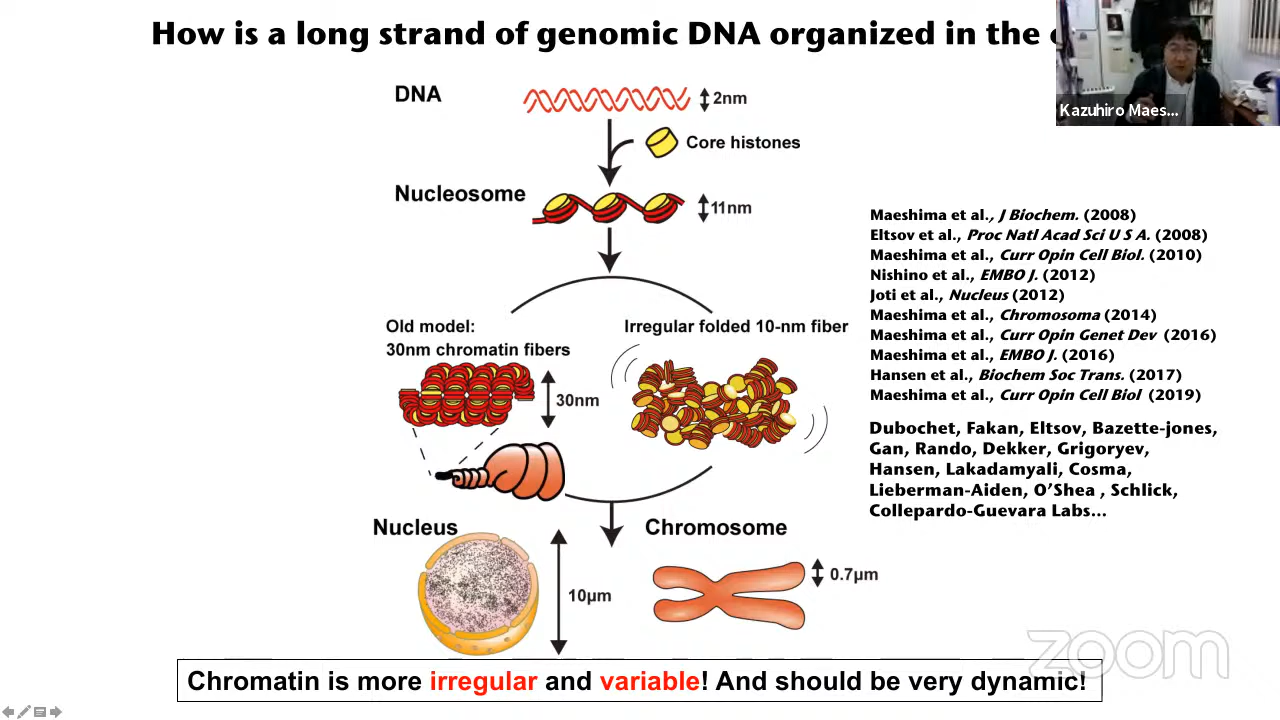 How is a long strand of genomic DNA organized in the
Kazuhiro Maes...
DNA
2nm
Core histones
Nucleosome
11nm
Old model:
30nm chromatin fibers
30nm
Irregular folded 10-nm fiber
Maeshima et al., J Biochem. (2008)
Eltsov et al., Proc Natl Acad Sci U S A. (2008)
Maeshima et al., Curr Opin Cell Biol. (2010)
Nishino et al., EMBO J. (2012)
Joti et al., Nucleus (2012)
Maeshima et al., Chromosoma (2014)
Maeshima et al., Curr Opin Genet Dev (2016)
Maeshima et al., EMBO J. (2016)
Hansen et al., Biochem Soc Trans. (2017)
Maeshima et al., Curr Opin Cell Biol (2019)
Dubochet, Fakan, Eltsov, Bazette-jones,
Gan, Rando, Dekker, Grigoryev,
Hansen, Lakadamyali, Cosma,
Lieberman-Aiden, O'Shea , Schlick,
Collepardo-Guevara Labs...
Nucleus
10µm
Chromosome
0.7µm
zoom
Chromatin is more irregular and variable! And should be very dynamic!